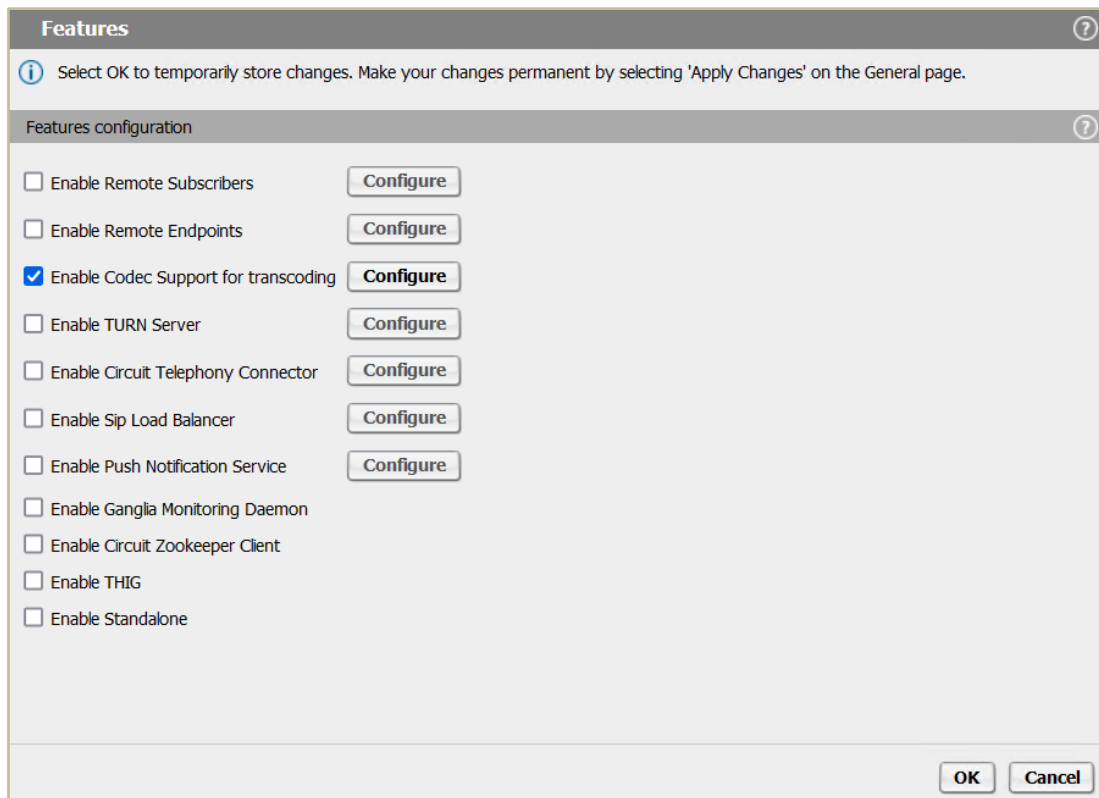 Features
?
i Select OK to temporarily store changes. Make your changes permanent by selecting 'Apply Changes' on the General page.
Features configuration
?
Enable Remote Subscribers Configure
Enable Remote Endpoints Configure
Enable Codec Support for transcoding Configure
Enable TURN Server Configure
Enable Circuit Telephony Connector Configure
Enable Sip Load Balancer Configure
Enable Push Notification Service Configure
Enable Ganglia Monitoring Daemon
Enable Circuit Zookeeper Client
Enable THIG
Enable Standalone
OK Cancel